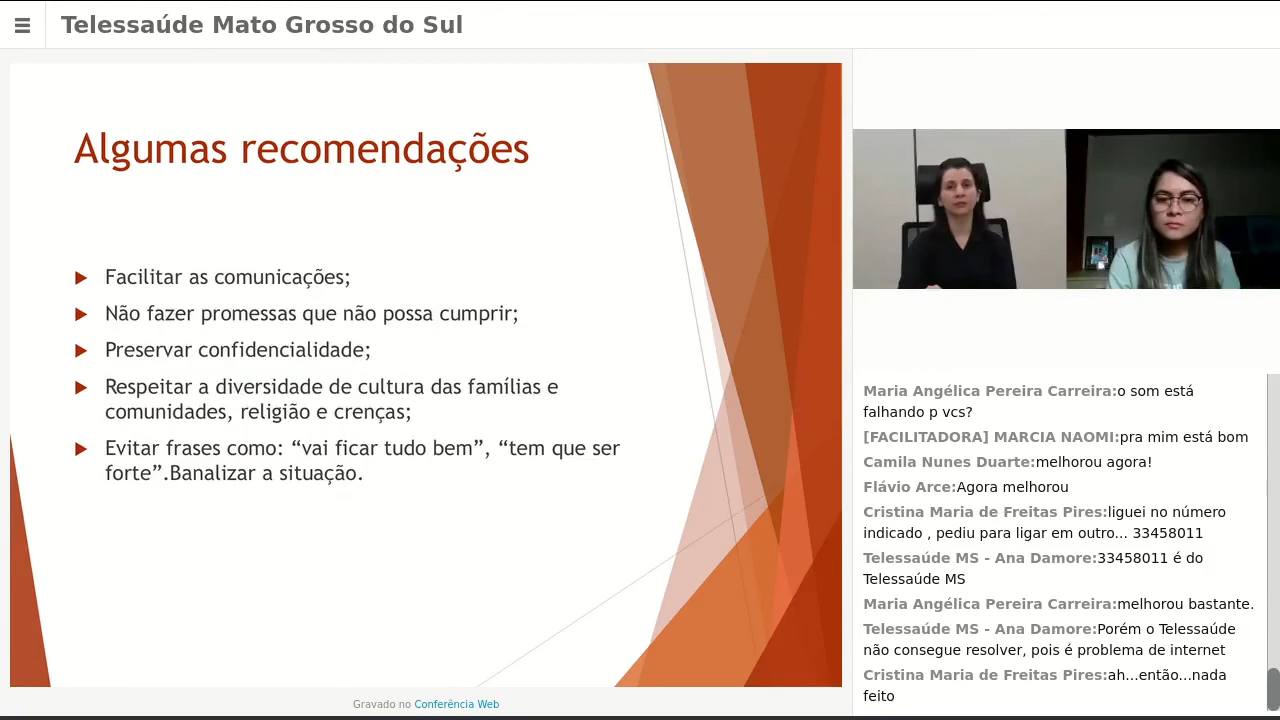 Telessaúde Mato Grosso do Sul
Algumas recomendações
Facilitar as comunicações;
Não fazer promessas que não possa cumprir;
Preservar confidencialidade;
Respeitar a diversidade de cultura das famílias e
comunidades, religião e crenças;
Evitar frases como: “vai ficar tudo bem”, “tem que ser
forte”.Banalizar a situação.
Gravado no Conferência Web
Maria Angélica Pereira Carreira:o som está
falhando p vcs?
[FACILITADORA] MARCIA NAOMI:pra mim está bom
Camila Nunes Duarte:melhorou agora!
Flávio Arce:Agora melhorou
Cristina Maria de Freitas Pires:liguei no número
indicado , pediu para ligar em outro... 33458011
Telessaúde MS - Ana Damore:33458011 é do
Telessaúde MS
Maria Angélica Pereira Carreira:melhorou bastante.
Telessaúde MS - Ana Damore:Porém o Telessaúde
não consegue resolver, pois é problema de internet
Cristina Maria de Freitas Pires:ah...então...nada
feito